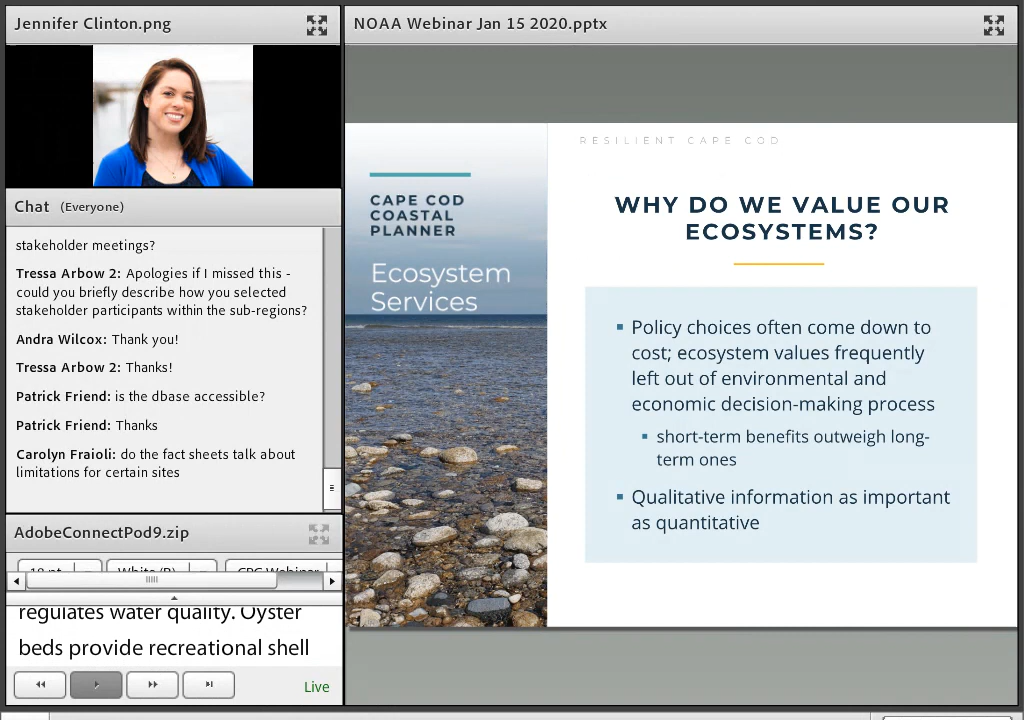 Jennifer Clinton.png
NOAA Webinar Jan 15 2020.pptx
Chat (Everyone)
stakeholder meetings?
Tressa Arbow 2: Apologies if I missed this -
could you briefly describe how you selected
stakeholder participants within the sub-regions?
Andra Wilcox: Thank you!
Tressa Arbow 2: Thanks!
Patrick Friend: is the dbase accessible?
Patrick Friend: Thanks
Carolyn Fraioli: do the fact sheets talk about
limitations for certain sites
AdobeConnectPod9.zip
18 pt
White (B)
CPC Webinar
regulates water quality. Oyster
beds provide recreational shell
Live
RESILIENT CAPE COD
CAPE COD
COASTAL
PLANNER
Ecosystem
Services
WHY DO WE VALUE OUR
ECOSYSTEMS?
▪ Policy choices often come down to
cost; ecosystem values frequently
left out of environmental and
economic decision-making process
▪ short-term benefits outweigh long-
term ones
▪ Qualitative information as important
as quantitative